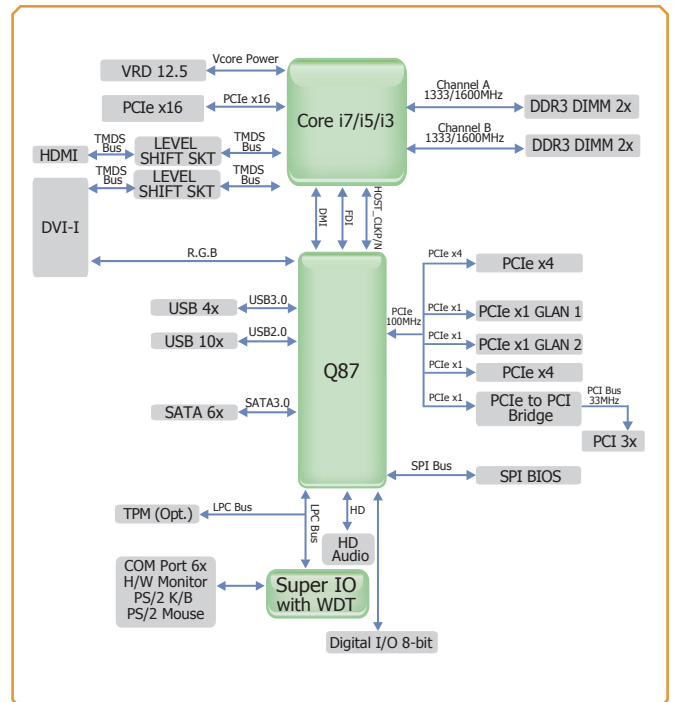 Vcore Power
VRD 12.5
PCIe x16
PCIe x16
Core i7/i5/i3
Channel A
1333/1600MHz
DDR3 DIMM 2x
Channel B
1333/1600MHz
DDR3 DIMM 2x
TMDS
Bus
LEVEL
SHIFT SKT
TMDS
Bus
HDMI
TMDS
Bus
LEVEL
SHIFT SKT
TMDS
Bus
DVI-I
DMI
FDI
HOST_CLKP/N
R.G.B
USB 4x
USB3.0
USB 10x
USB2.0
Q87
SATA 6x
SATA3.0
PCIe
100MHz
PCIe x4
PCIe x4
PCIe x1
PCIe x1 GLAN 1
PCIe x1
PCIe x1 GLAN 2
PCIe x1
PCIe x4
PCIe x1
PCIe to PCI
Bridge
PCI Bus
33MHz
PCI 3x
SPI Bus
SPI BIOS
TPM (Opt.)
LPC Bus
LPC Bus
HD
HD
Audio
COM Port 6x
H/W Monitor
PS/2 K/B
PS/2 Mouse
Super IO
with WDT
Digital I/O 8-bit